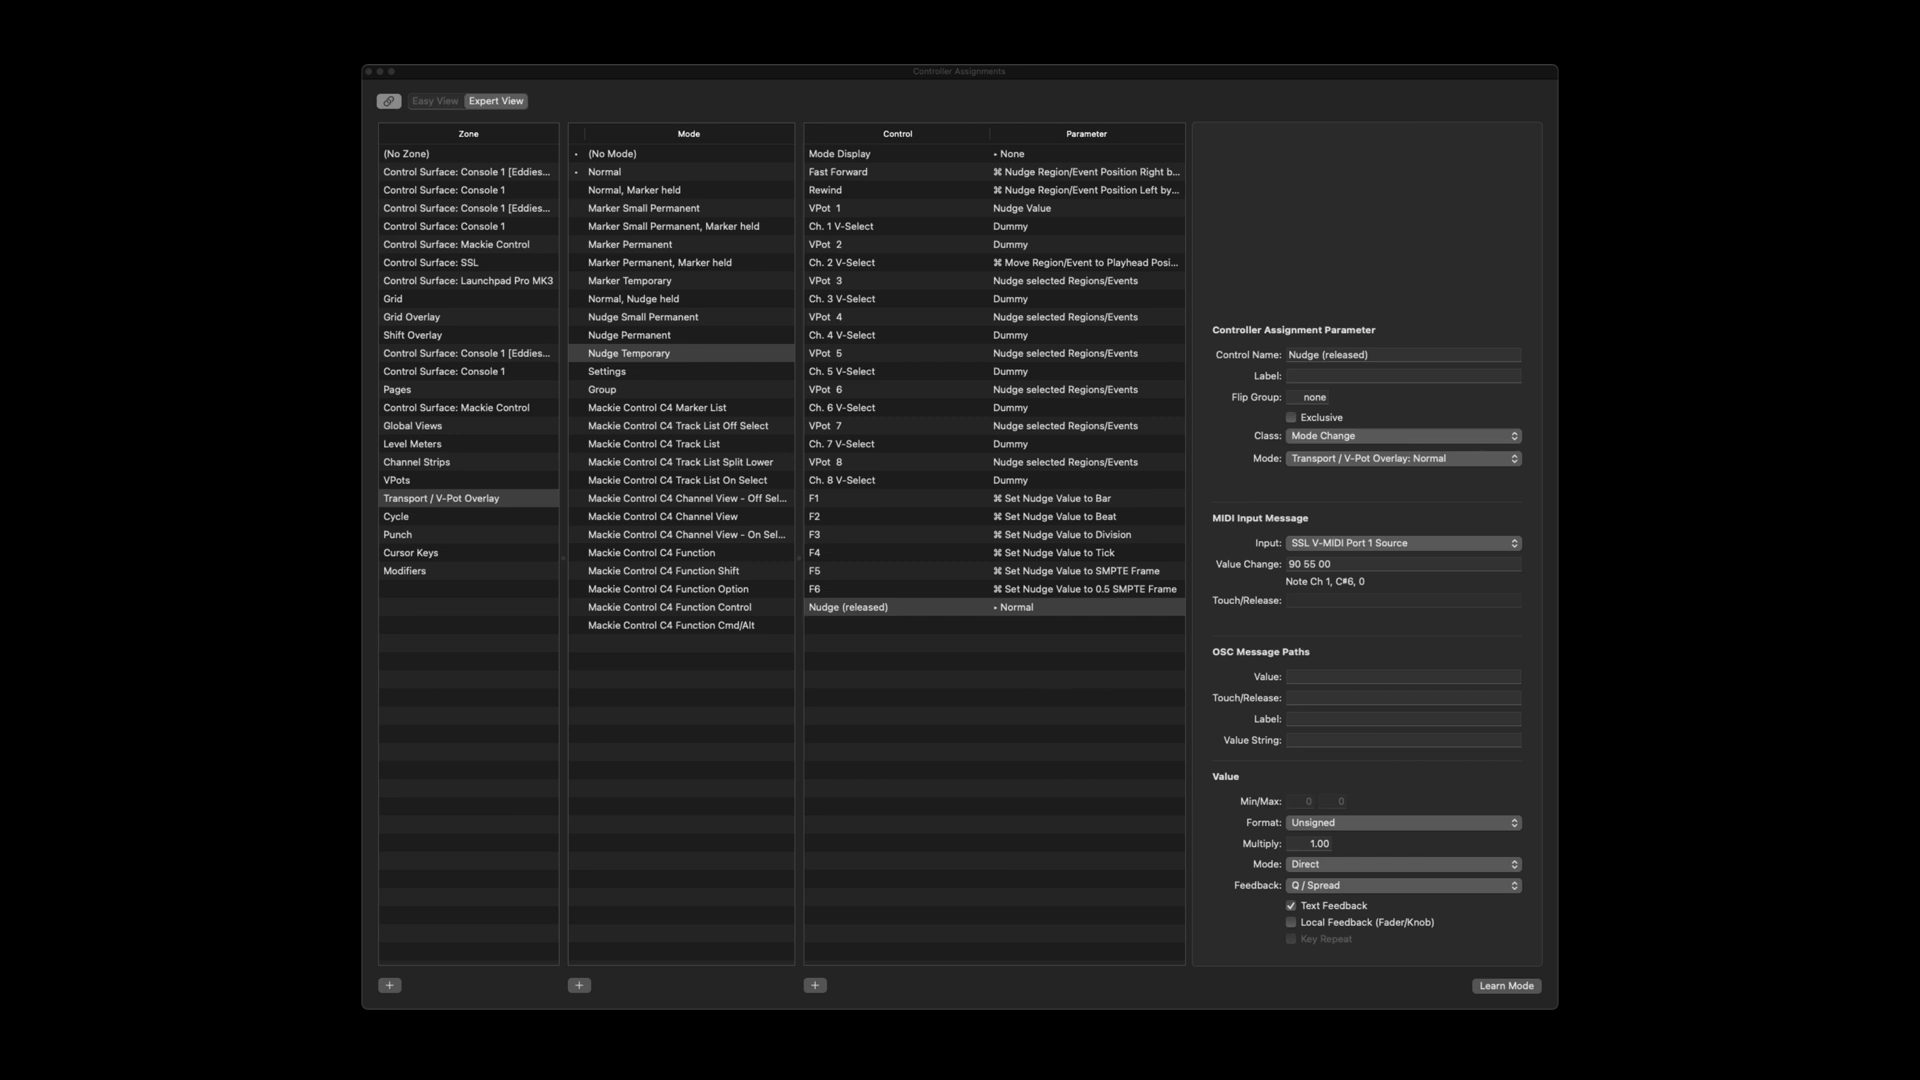 Controller Assignments
Easy View
Expert View
Zone
(No Zone)
Control Surface: Console 1 [Eddies...
Control Surface: Console 1
Control Surface: Console 1 [Eddies...
Control Surface: Console 1
Control Surface: Mackie Control
Control Surface: SSL
Control Surface: Launchpad Pro MK3
Grid
Grid Overlay
Shift Overlay
Control Surface: Console 1 [Eddies...
Control Surface: Console 1
Pages
Control Surface: Mackie Control
Global Views
Level Meters
Channel Strips
VPots
Transport / V-Pot Overlay
Cycle
Punch
Cursor Keys
Modifiers
Mode
• (No Mode)
• Normal
Normal, Marker held
Marker Small Permanent
Marker Small Permanent, Marker held
Marker Permanent
Marker Permanent, Marker held
Marker Temporary
Normal, Nudge held
Nudge Small Permanent
Nudge Permanent
Nudge Temporary
Settings
Group
Mackie Control C4 Marker List
Mackie Control C4 Track List Off Select
Mackie Control C4 Track List
Mackie Control C4 Track List Split Lower
Mackie Control C4 Track List On Select
Mackie Control C4 Channel View - Off Sel...
Mackie Control C4 Channel View
Mackie Control C4 Channel View - On Sel...
Mackie Control C4 Function
Mackie Control C4 Function Shift
Mackie Control C4 Function Option
Mackie Control C4 Function Control
Mackie Control C4 Function Cmd/Alt
Control Parameter
Mode Display • None
Fast Forward ⌘ Nudge Region/Event Position Right b...
Rewind ⌘ Nudge Region/Event Position Left by...
VPot 1 Nudge Value
Ch. 1 V-Select Dummy
VPot 2 Dummy
Ch. 2 V-Select ⌘ Move Region/Event to Playhead Posi...
VPot 3 Nudge selected Regions/Events
Ch. 3 V-Select Dummy
VPot 4 Nudge selected Regions/Events
Ch. 4 V-Select Dummy
VPot 5 Nudge selected Regions/Events
Ch. 5 V-Select Dummy
VPot 6 Nudge selected Regions/Events
Ch. 6 V-Select Dummy
VPot 7 Nudge selected Regions/Events
Ch. 7 V-Select Dummy
VPot 8 Nudge selected Regions/Events
Ch. 8 V-Select Dummy
F1 ⌘ Set Nudge Value to Bar
F2 ⌘ Set Nudge Value to Beat
F3 ⌘ Set Nudge Value to Division
F4 ⌘ Set Nudge Value to Tick
F5 ⌘ Set Nudge Value to SMPTE Frame
F6 ⌘ Set Nudge Value to 0.5 SMPTE Frame
Nudge (released) • Normal
Controller Assignment Parameter
Control Name: Nudge (released)
Label:
Flip Group: none
Exclusive
Class: Mode Change
Mode: Transport / V-Pot Overlay: Normal
MIDI Input Message
Input: SSL V-MIDI Port 1 Source
Value Change: 90 55 00
Note Ch 1, C#6, 0
Touch/Release:
OSC Message Paths
Value:
Touch/Release:
Label:
Value String:
Value
Min/Max: 0 0
Format: Unsigned
Multiply: 1.00
Mode: Direct
Feedback: Q / Spread
Text Feedback
Local Feedback (Fader/Knob)
Key Repeat
+
+
+
Learn Mode